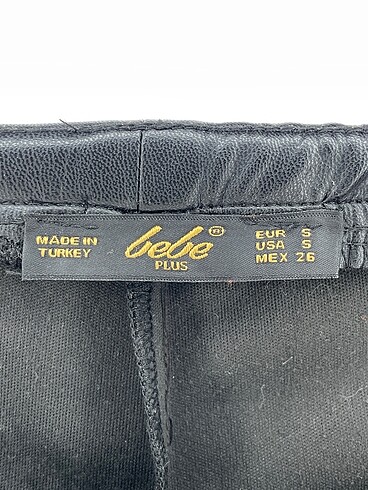 MADE IN
TURKEY
bebe ®
PLUS
EUR S
USA S
MEX 26